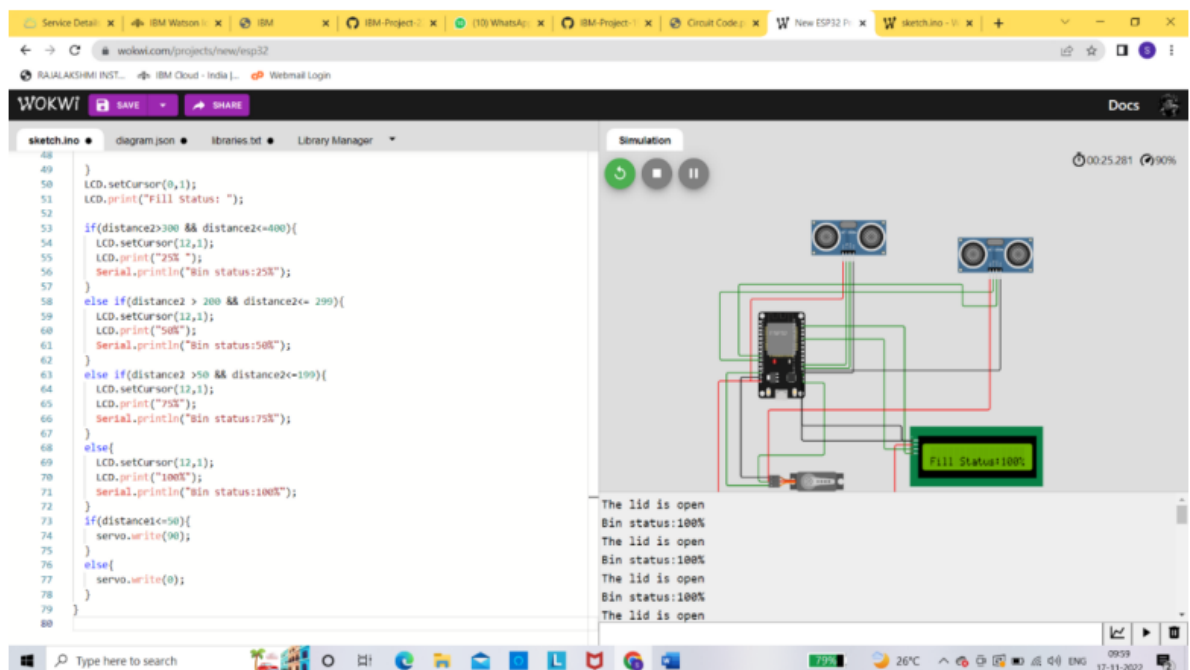 Service Detail
IBM Watson
IBM
IBM-Project-2
(10) WhatsAp
IBM-Project-1
Circuit Code.p
New ESP32 Pr
sketch.ino - W
wokwi.com/projects/new/esp32
RAJALAKSHMI INST...
IBM Cloud - India |...
Webmail Login
WOKWi
SAVE
SHARE
Docs
sketch.ino
diagram.json
libraries.txt
Library Manager
Simulation
00:25.281
90%
48
49 }
50 LCD.setCursor(0,1);
51 LCD.print("Fill Status: ");
52
53 if(distance2>300 && distance2<=400){
54 LCD.setCursor(12,1);
55 LCD.print("25% ");
56 Serial.println("Bin status:25%");
57 }
58 else if(distance2 > 200 && distance2<= 299){
59 LCD.setCursor(12,1);
60 LCD.print("50%");
61 Serial.println("Bin status:50%");
62 }
63 else if(distance2 >50 && distance2<=199){
64 LCD.setCursor(12,1);
65 LCD.print("75%");
66 Serial.println("Bin status:75%");
67 }
68 else{
69 LCD.setCursor(12,1);
70 LCD.print("100%");
71 Serial.println("Bin status:100%");
72 }
73 if(distance1<=50){
74 servo.write(90);
75 }
76 else{
77 servo.write(0);
78 }
79 }
80
Fill Status:100%
The lid is open
Bin status:100%
The lid is open
Bin status:100%
The lid is open
Bin status:100%
The lid is open
Type here to search
79%
26°C
ENG
09:59
17-11-2022